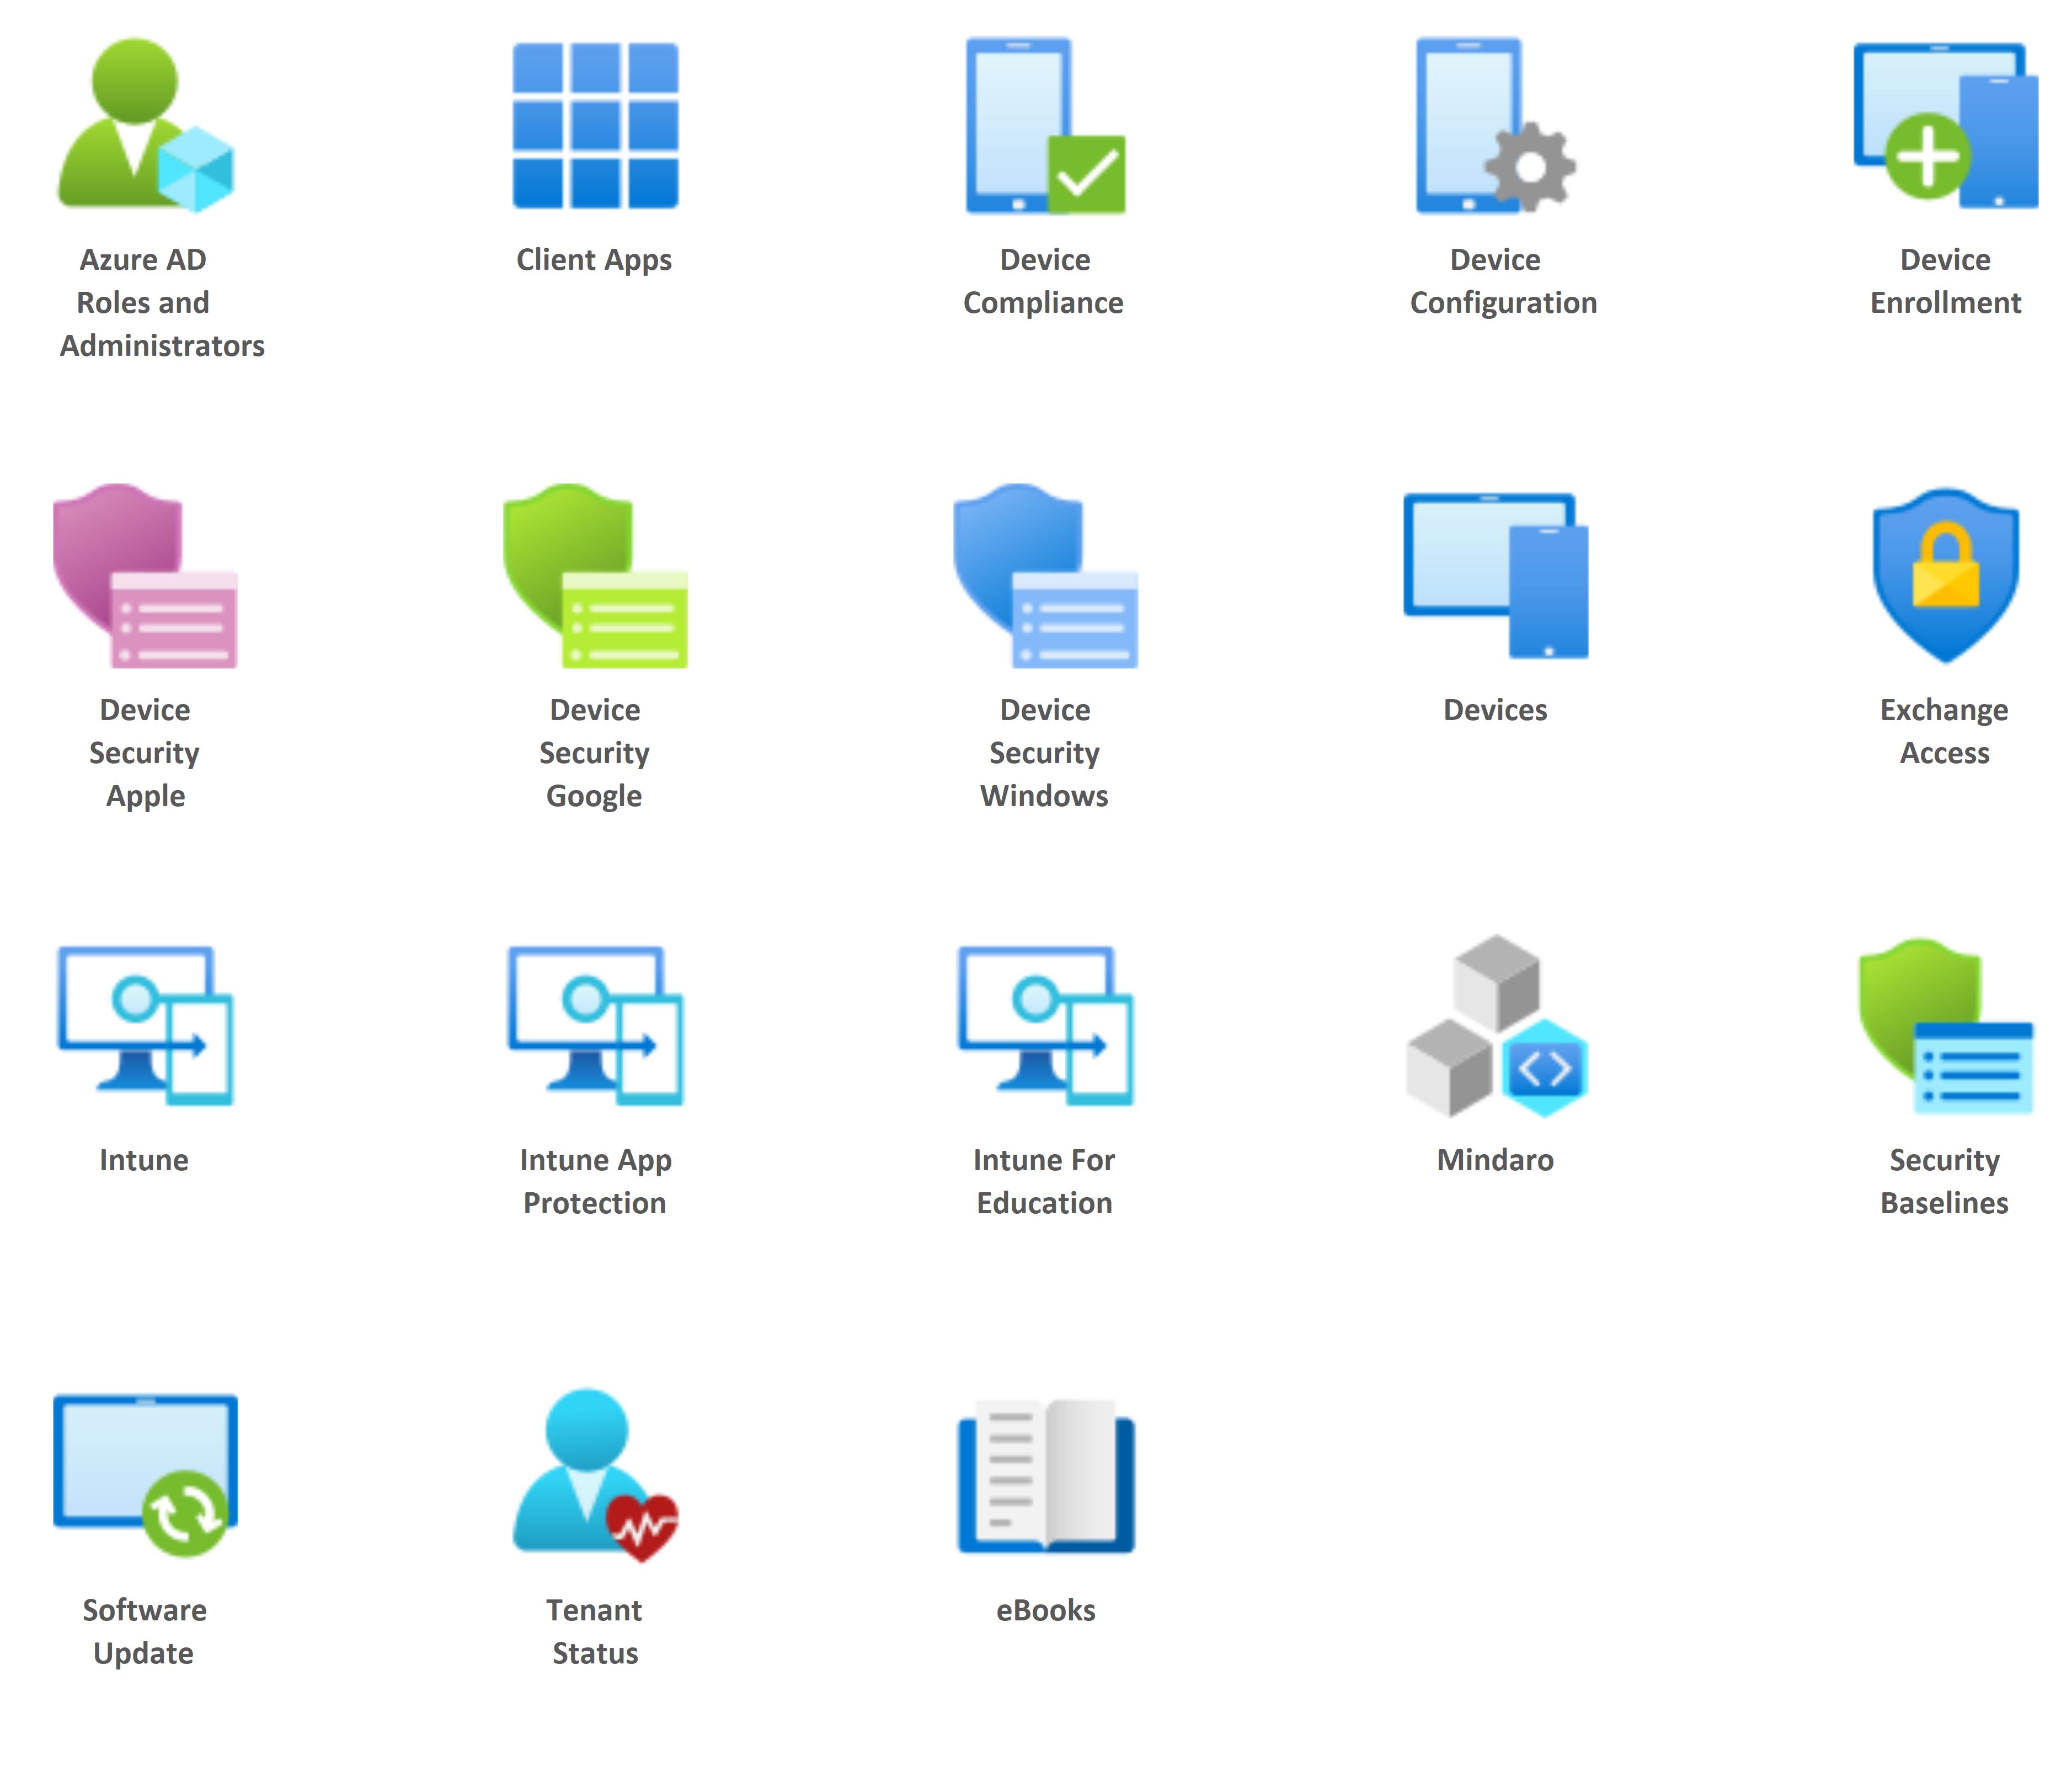 Azure AD
Roles and
Administrators
Client Apps
Device
Compliance
Device
Configuration
Device
Enrollment
Device
Security
Apple
Device
Security
Google
Device
Security
Windows
Devices
Exchange
Access
Intune
Intune App
Protection
Intune For
Education
Mindaro
Security
Baselines
Software
Update
Tenant
Status
eBooks